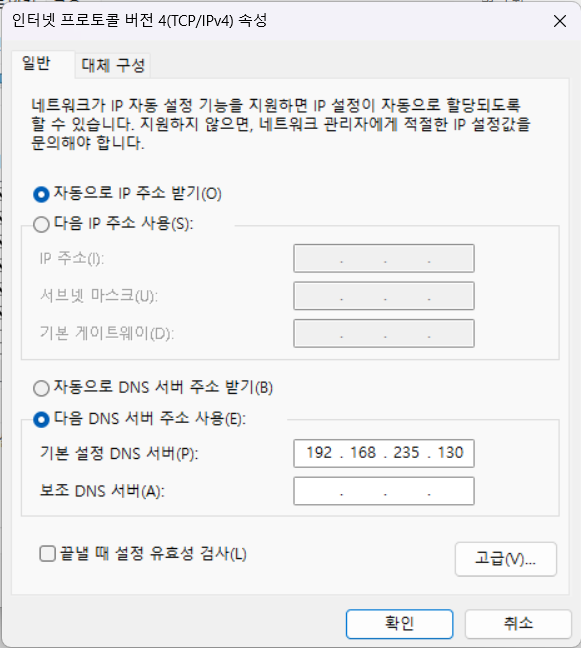 인터넷 프로토콜 버전 4(TCP/IPv4) 속성
일반
대체 구성
네트워크가 IP 자동 설정 기능을 지원하면 IP 설정이 자동으로 할당되도록
할 수 있습니다. 지원하지 않으면, 네트워크 관리자에게 적절한 IP 설정값을
문의해야 합니다.
자동으로 IP 주소 받기(O)
다음 IP 주소 사용(S):
IP 주소(I):
서브넷 마스크(U):
기본 게이트웨이(D):
자동으로 DNS 서버 주소 받기(B)
다음 DNS 서버 주소 사용(E):
기본 설정 DNS 서버(P): 192 . 168 . 235 . 130
보조 DNS 서버(A):
끝낼 때 설정 유효성 검사(L)
고급(V)...
확인
취소